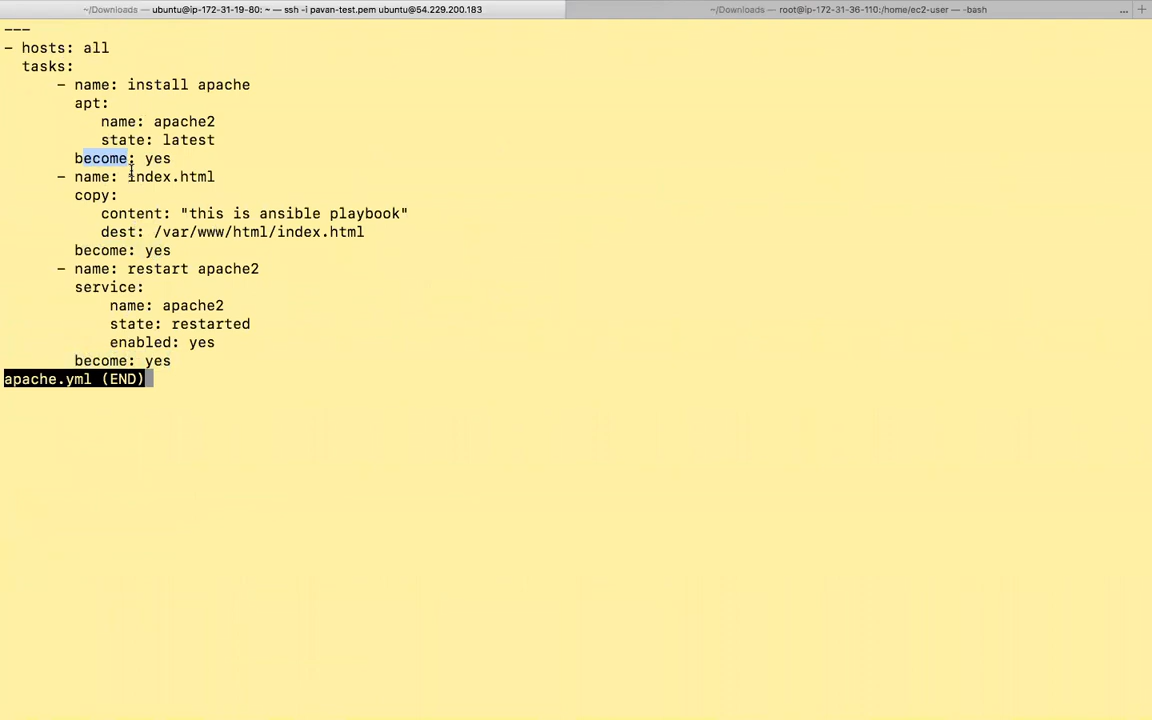 ~/Downloads — ubuntu@ip-172-31-19-80: ~ — ssh -i pavan-test.pem ubuntu@54.229.200.183
~/Downloads — root@ip-172-31-36-110:/home/ec2-user — -bash
... +
---
- hosts: all
  tasks:
      - name: install apache
        apt:
           name: apache2
           state: latest
        become: yes
      - name: index.html
        copy:
           content: "this is ansible playbook"
           dest: /var/www/html/index.html
        become: yes
      - name: restart apache2
        service:
            name: apache2
            state: restarted
            enabled: yes
        become: yes
apache.yml (END)